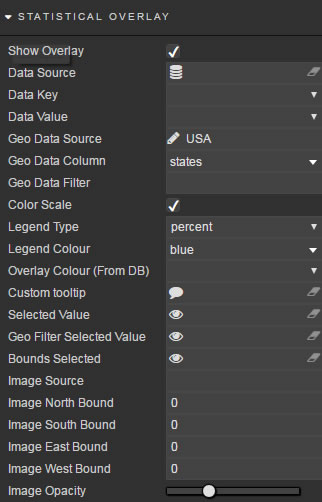 STATISTICAL OVERLAY
Show Overlay
Data Source
Data Key
Data Value
Geo Data Source USA
Geo Data Column states
Geo Data Filter
Color Scale
Legend Type percent
Legend Colour blue
Overlay Colour (From DB)
Custom tooltip
Selected Value
Geo Filter Selected Value
Bounds Selected
Image Source
Image North Bound 0
Image South Bound 0
Image East Bound 0
Image West Bound 0
Image Opacity